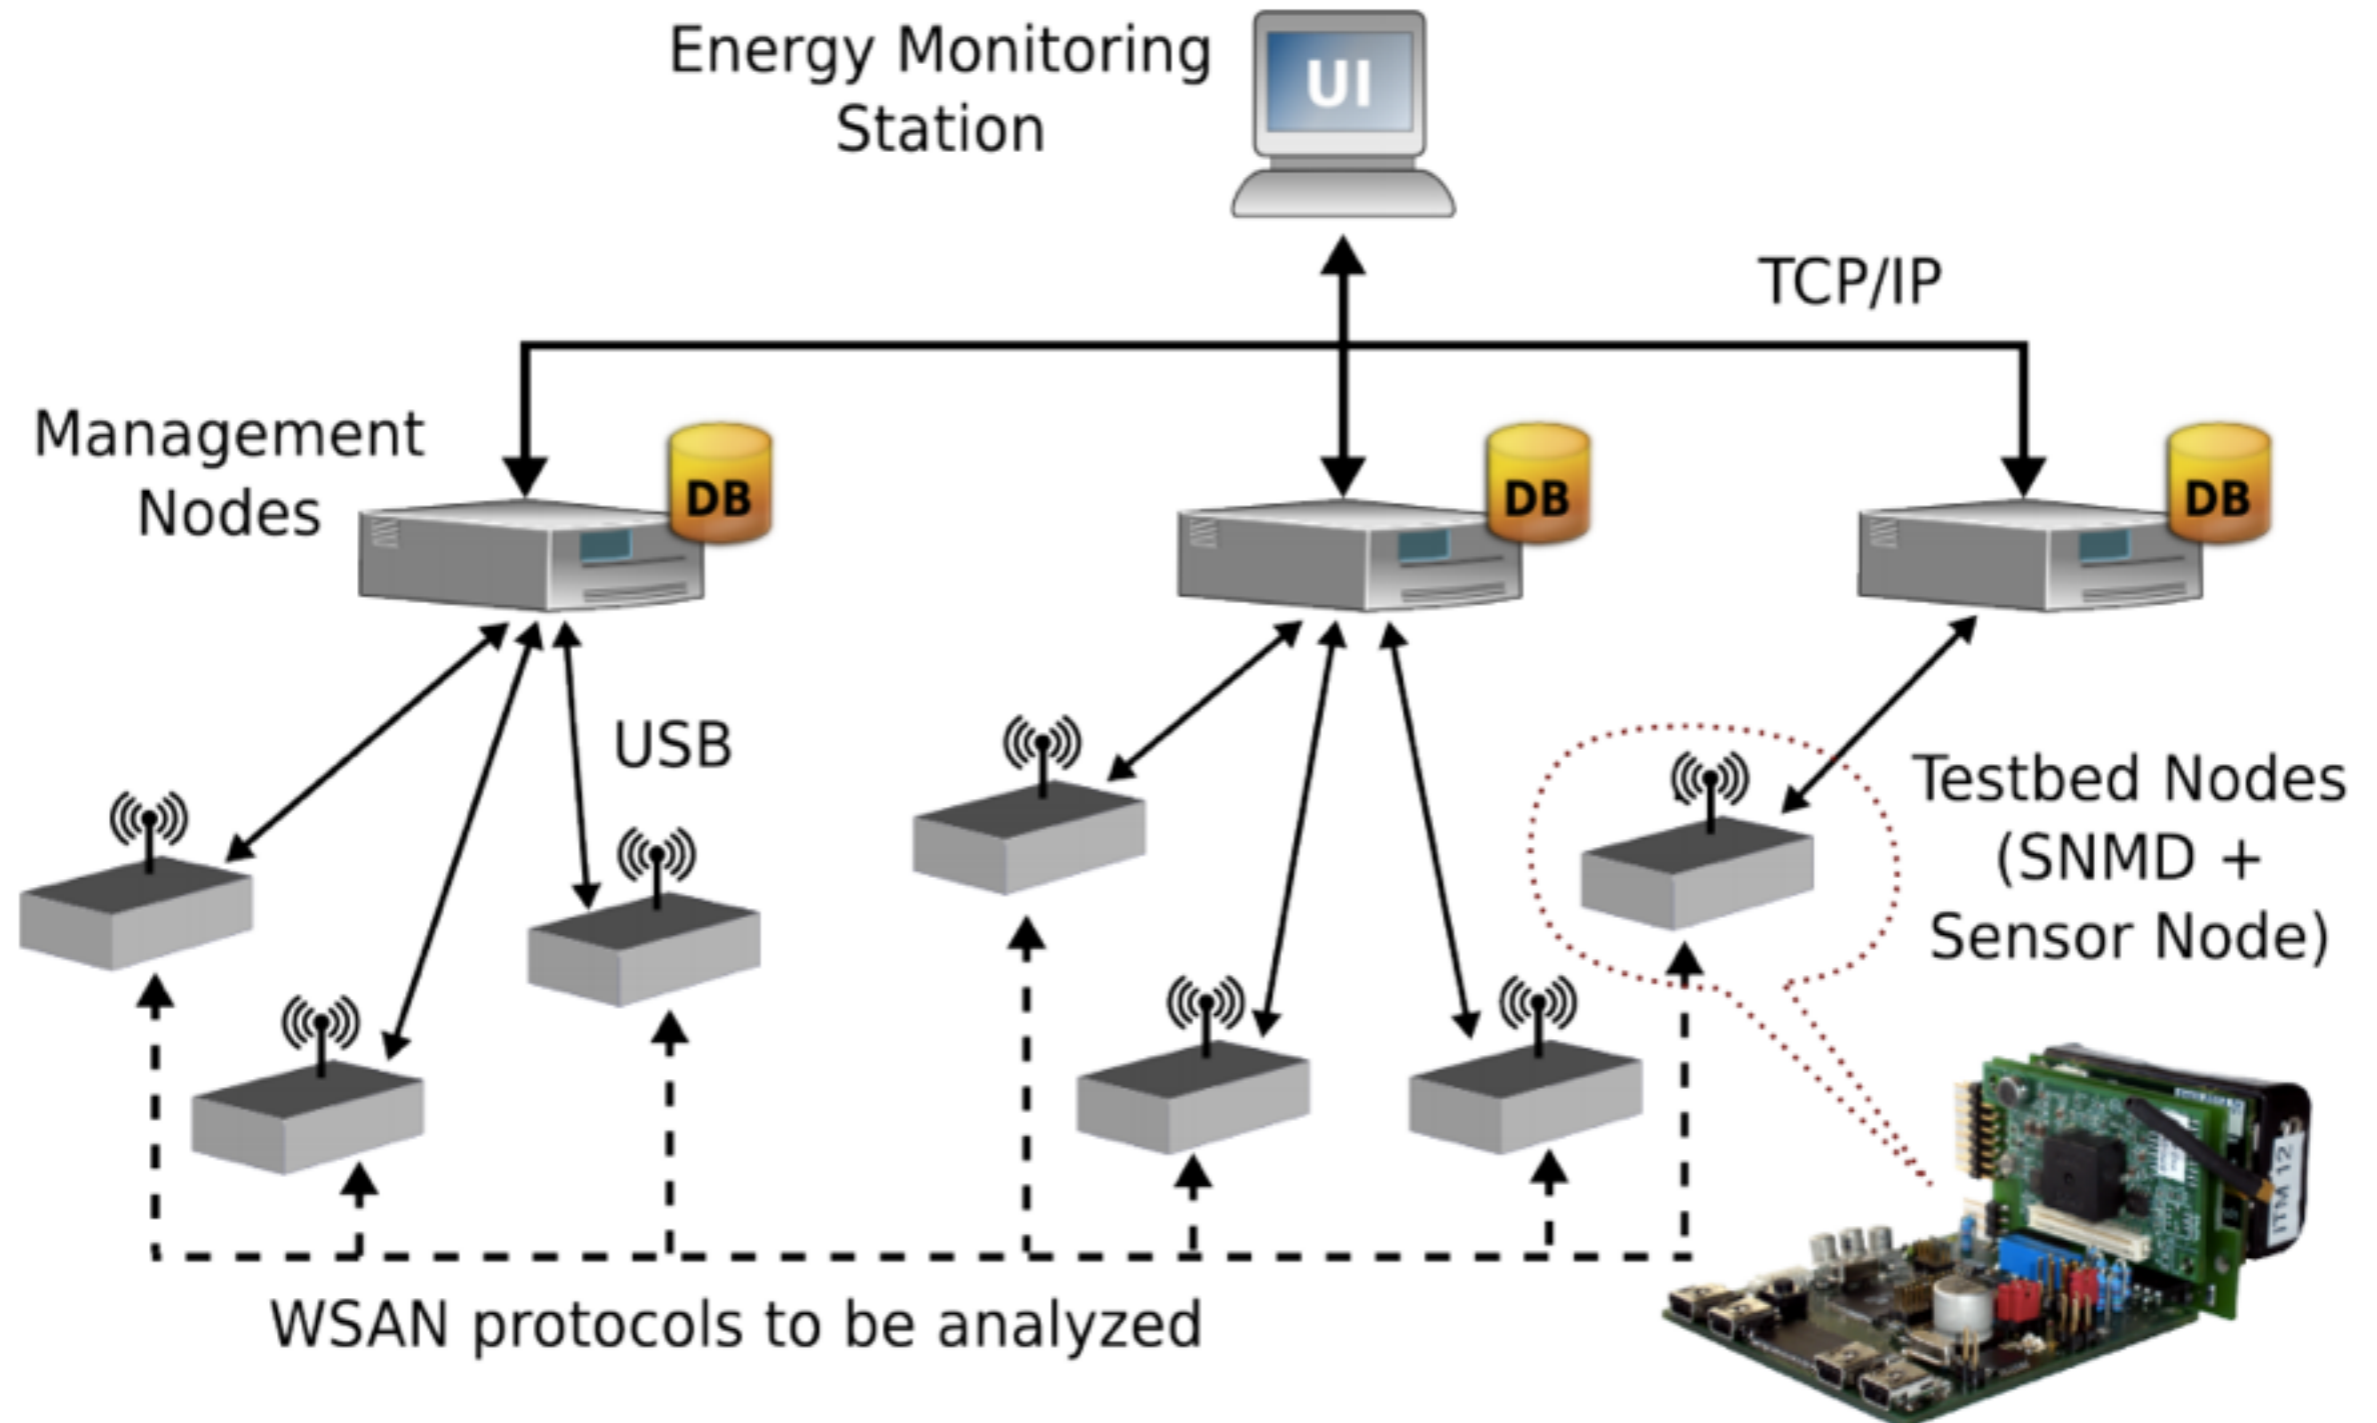 Energy Monitoring
Station
UI
TCP/IP
Management
Nodes
DB
DB
DB
USB
Testbed Nodes
(SNMD +
Sensor Node)
ITM 12
WSAN protocols to be analyzed